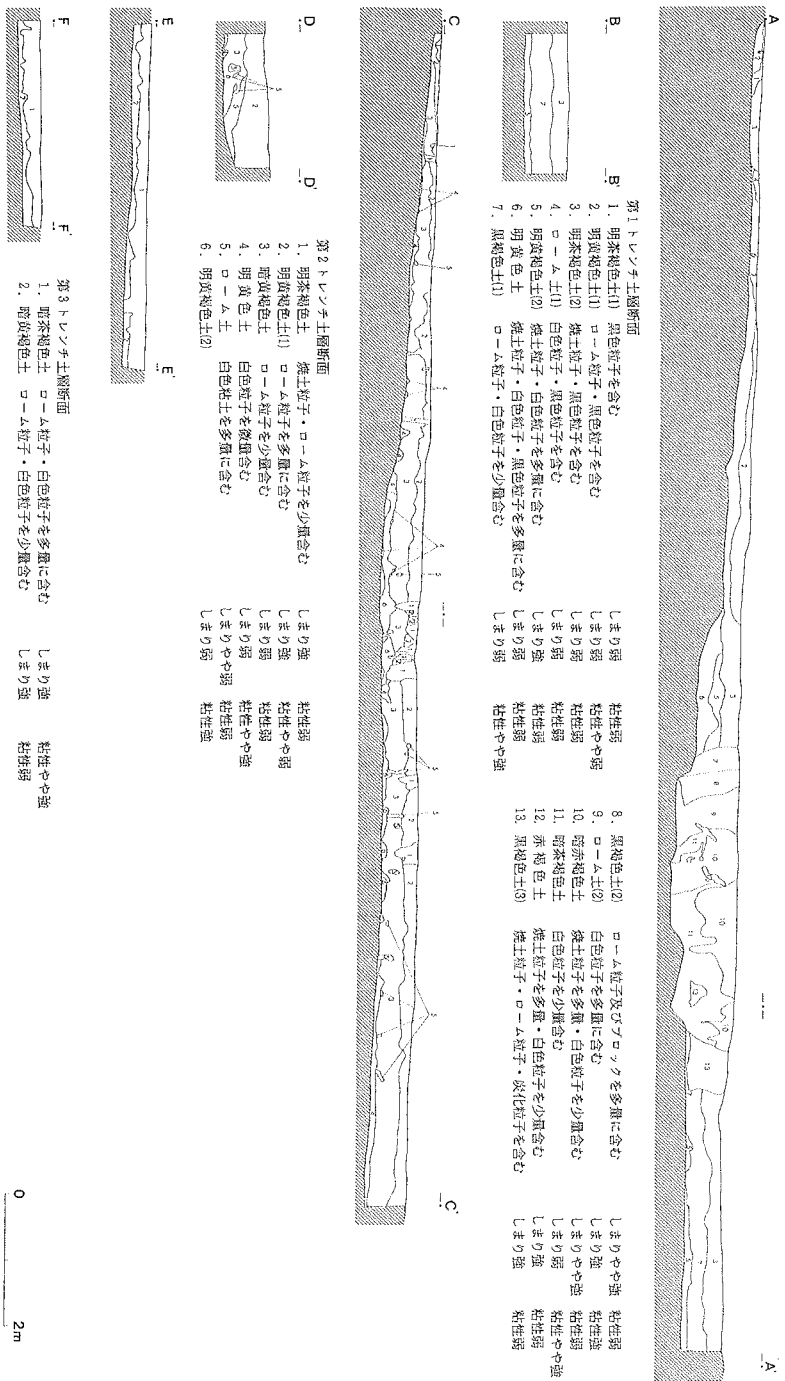 A
A'
B
B'
第1トレンチ土層断面
1. 明茶褐色土(1) 黒色粒子を含む しまり弱 粘性弱
2. 明黄褐色土(1) ローム粒子・黒色粒子を含む しまり弱 粘性やや弱
3. 明茶褐色土(2) 焼土粒子・黒色粒子を含む しまり弱 粘性弱
4. ローム土(1) 白色粒子・黒色粒子を含む しまり弱 粘性弱
5. 明黄褐色土(2) 焼土粒子・白色粒子を多量に含む しまり強 粘性弱
6. 明黄色土 焼土粒子・白色粒子・黒色粒子を多量に含む しまり弱 粘性弱
7. 黒褐色土(1) ローム粒子・白色粒子を少量含む しまり弱 粘性やや強
8. 黒褐色土(2) ローム粒子及びブロックを多量に含む しまりやや強 粘性弱
9. ローム土(2) 白色粒子を多量に含む しまり強 粘性強
10. 暗赤褐色土 焼土粒子を多量・白色粒子を少量含む しまりやや強 粘性弱
11. 暗茶褐色土 白色粒子を少量含む しまり弱 粘性やや強
12. 赤褐色土 焼土粒子を多量・白色粒子を少量含む しまり強 粘性弱
13. 黒褐色土(3) 焼土粒子・ローム粒子・炭化粒子を含む しまり強 粘性弱
C
C'
D
D'
第2トレンチ土層断面
1. 明茶褐色土 焼土粒子・ローム粒子を少量含む しまり強 粘性弱
2. 明黄褐色土(1) ローム粒子を多量に含む しまり強 粘性やや弱
3. 暗黄褐色土 ローム粒子を少量含む しまり弱 粘性弱
4. 明黄色土 白色粒子を微量含む しまり弱 粘性やや強
5. ローム土 白色粘土を多量に含む しまりやや弱 粘性弱
6. 明黄褐色土(2) しまり弱 粘性強
E
E'
F
F'
第3トレンチ土層断面
1. 暗茶褐色土 ローム粒子・白色粒子を多量に含む しまり強 粘性やや強
2. 暗黄褐色土 ローム粒子・白色粒子を少量含む しまり強 粘性弱
0 2m